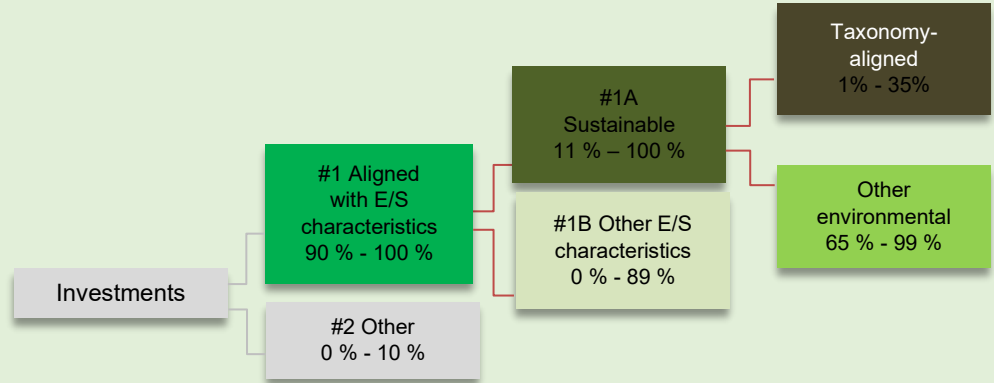 Investments
#1 Aligned
with E/S
characteristics
90 % - 100 %
#2 Other
0 % - 10 %
#1A
Sustainable
11 % – 100 %
#1B Other E/S
characteristics
0 % - 89 %
Taxonomy-
aligned
1% - 35%
Other
environmental
65 % - 99 %